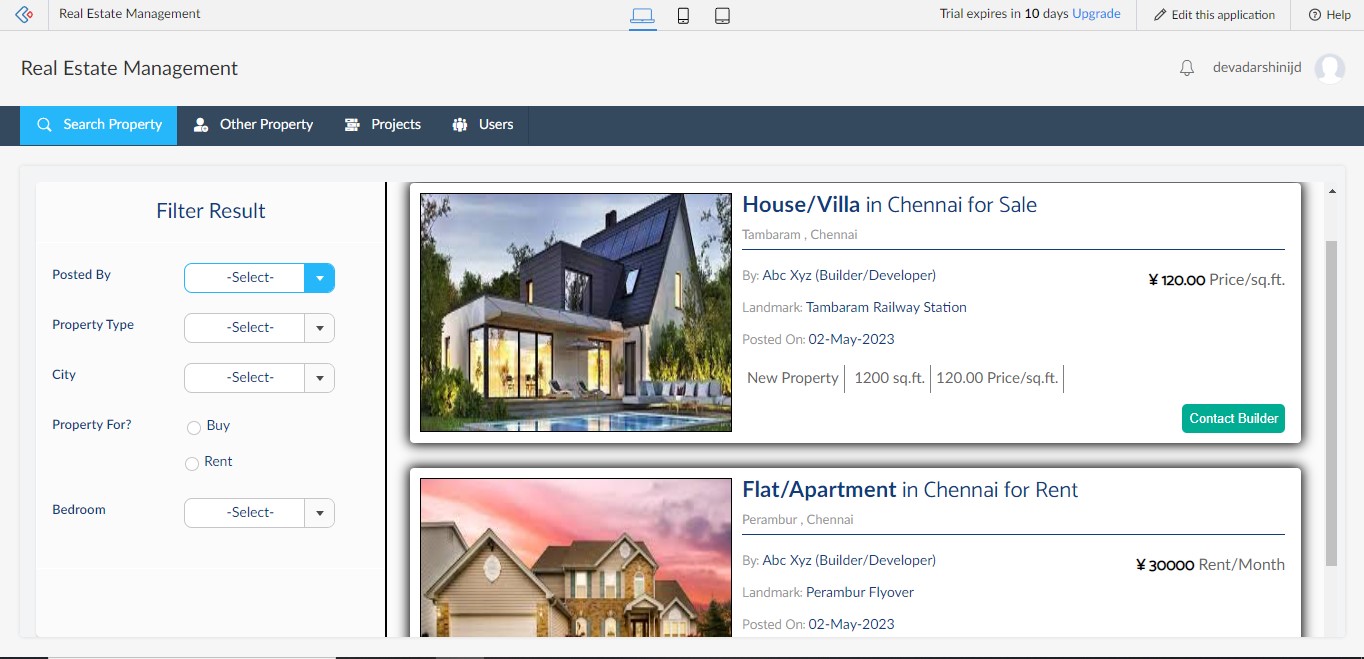 Real Estate Management
Trial expires in 10 days Upgrade
Edit this application
Help
Real Estate Management
devadarshinijd
Search Property
Other Property
Projects
Users
Filter Result
Posted By
-Select-
Property Type
-Select-
City
-Select-
Property For?
Buy
Rent
Bedroom
-Select-
House/Villa in Chennai for Sale
Tambaram , Chennai
By: Abc Xyz (Builder/Developer)
¥ 120.00 Price/sq.ft.
Landmark: Tambaram Railway Station
Posted On: 02-May-2023
New Property
1200 sq.ft.
120.00 Price/sq.ft.
Contact Builder
Flat/Apartment in Chennai for Rent
Perambur , Chennai
By: Abc Xyz (Builder/Developer)
¥ 30000 Rent/Month
Landmark: Perambur Flyover
Posted On: 02-May-2023